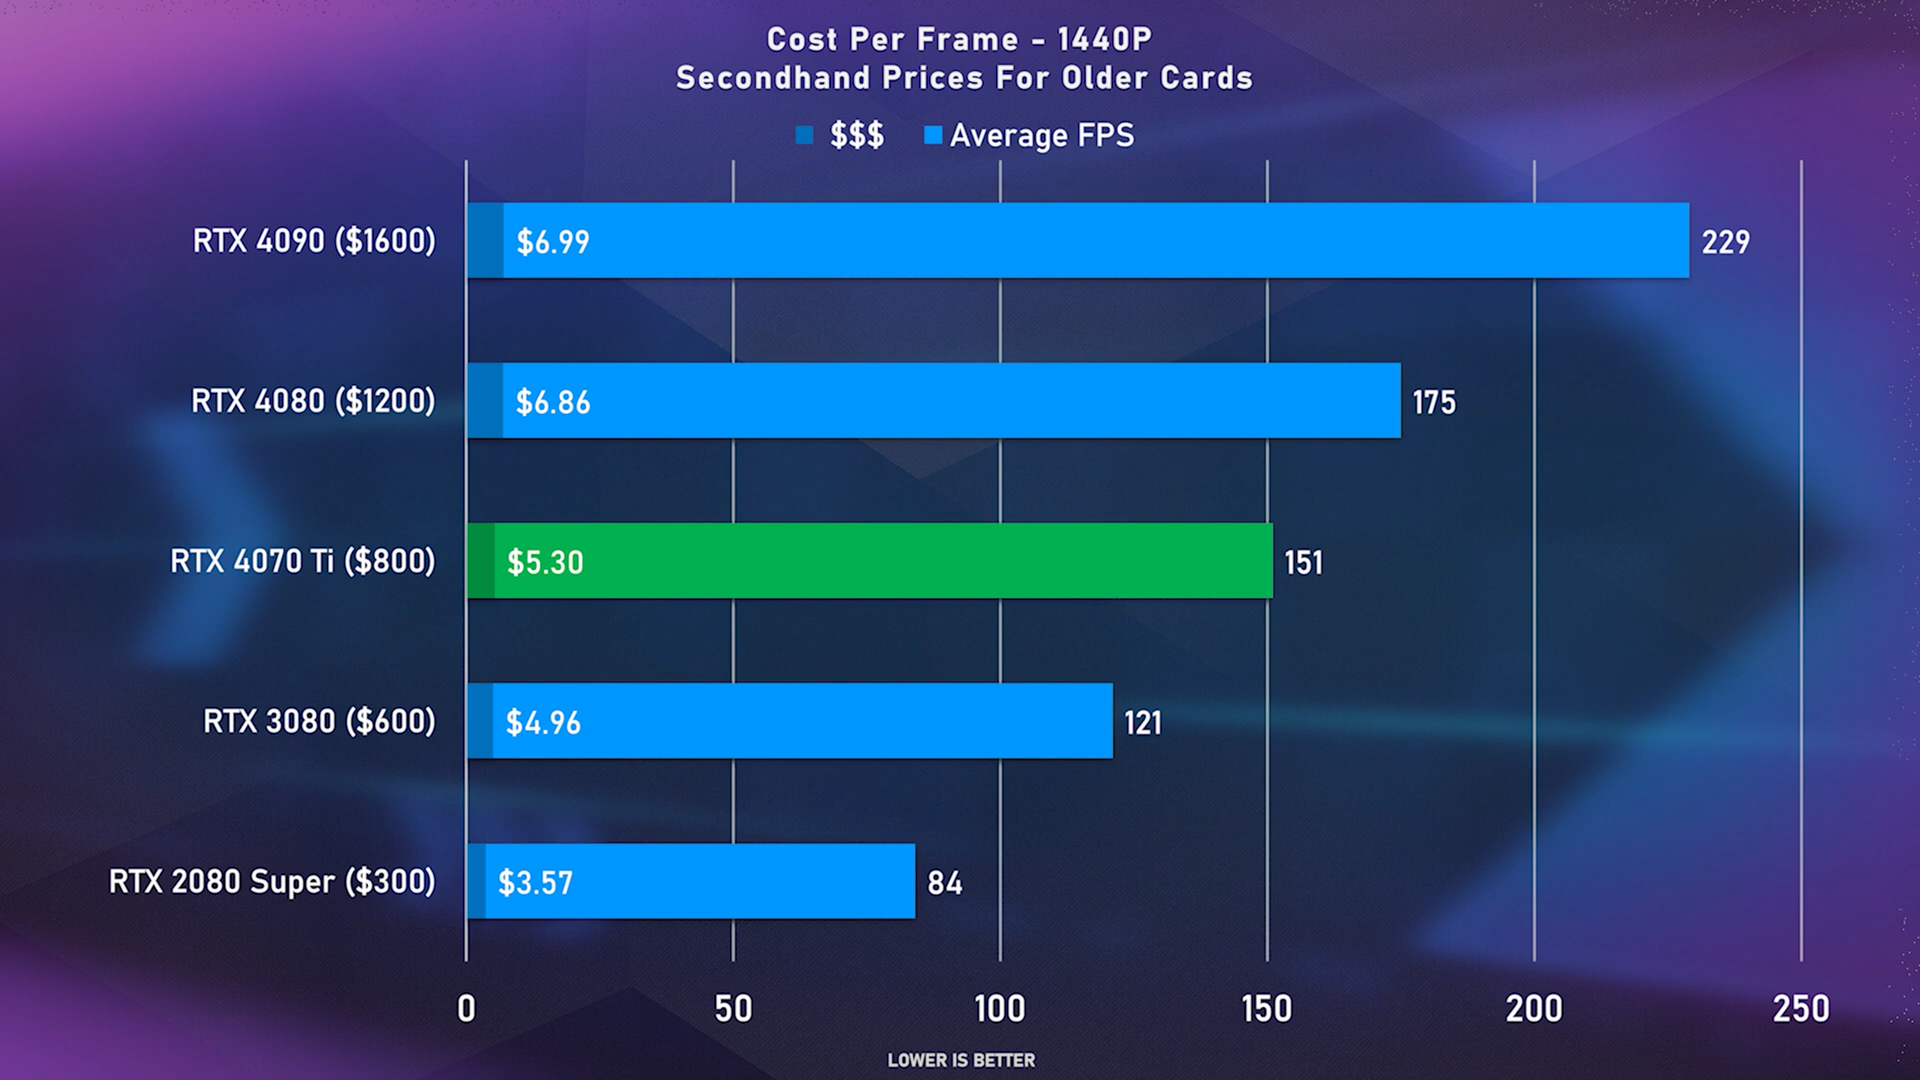 Cost Per Frame - 1440P
Secondhand Prices For Older Cards
$$$ Average FPS
RTX 4090 ($1600) $6.99 229
RTX 4080 ($1200) $6.86 175
RTX 4070 Ti ($800) $5.30 151
RTX 3080 ($600) $4.96 121
RTX 2080 Super ($300) $3.57 84
0 50 100 150 200 250
LOWER IS BETTER